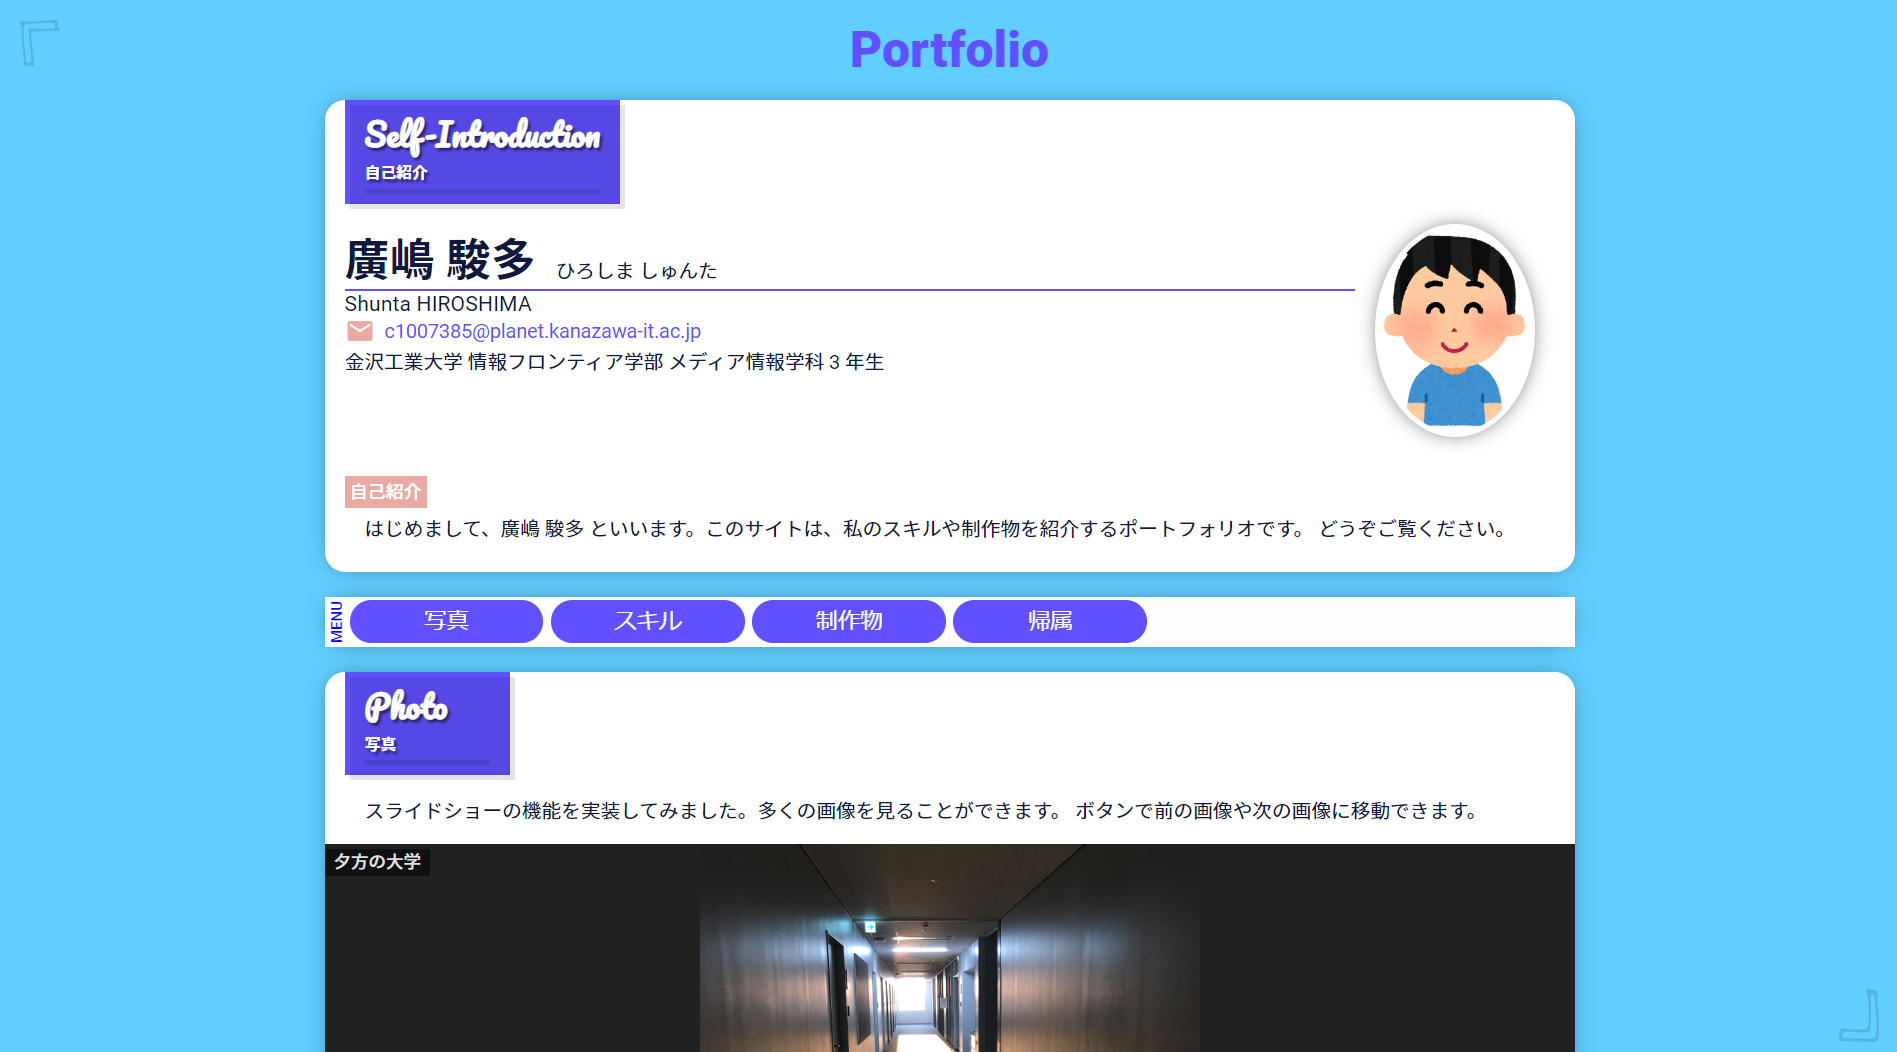 『
Portfolio
Self-Introduction
自己紹介
廣嶋 駿多 ひろしま しゅんた
Shunta HIROSHIMA
c1007385@planet.kanazawa-it.ac.jp
金沢工業大学 情報フロンティア学部 メディア情報学科 3 年生
自己紹介
はじめまして、廣嶋 駿多 といいます。このサイトは、私のスキルや制作物を紹介するポートフォリオです。 どうぞご覧ください。
MENU 写真 スキル 制作物 帰属
Photo
写真
スライドショーの機能を実装してみました。多くの画像を見ることができます。 ボタンで前の画像や次の画像に移動できます。
夕方の大学
』